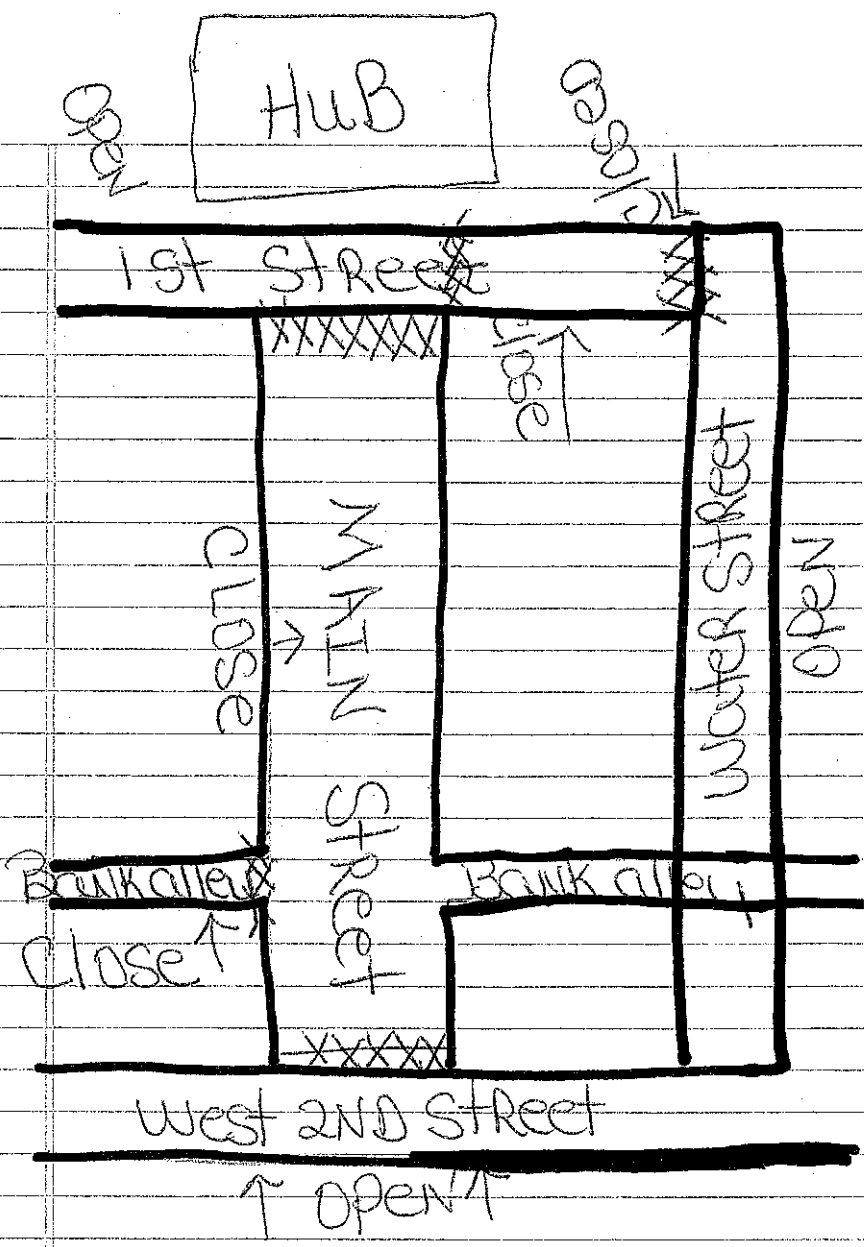 HUB
OPEN
Close
1st Street
Close
CLOSE
MAIN Street
Water Street
OPEN
Bank alley
Bank alley
Close
West 2ND Street
OPEN